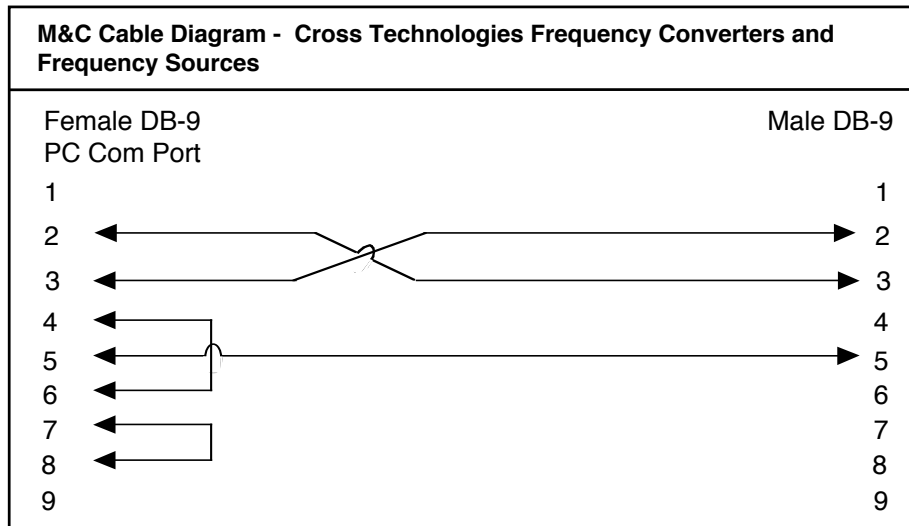 M&C Cable Diagram - Cross Technologies Frequency Converters and
Frequency Sources
Female DB-9 Male DB-9
PC Com Port
1 1
2 2
3 3
4 4
5 5
6 6
7 7
8 8
9 9